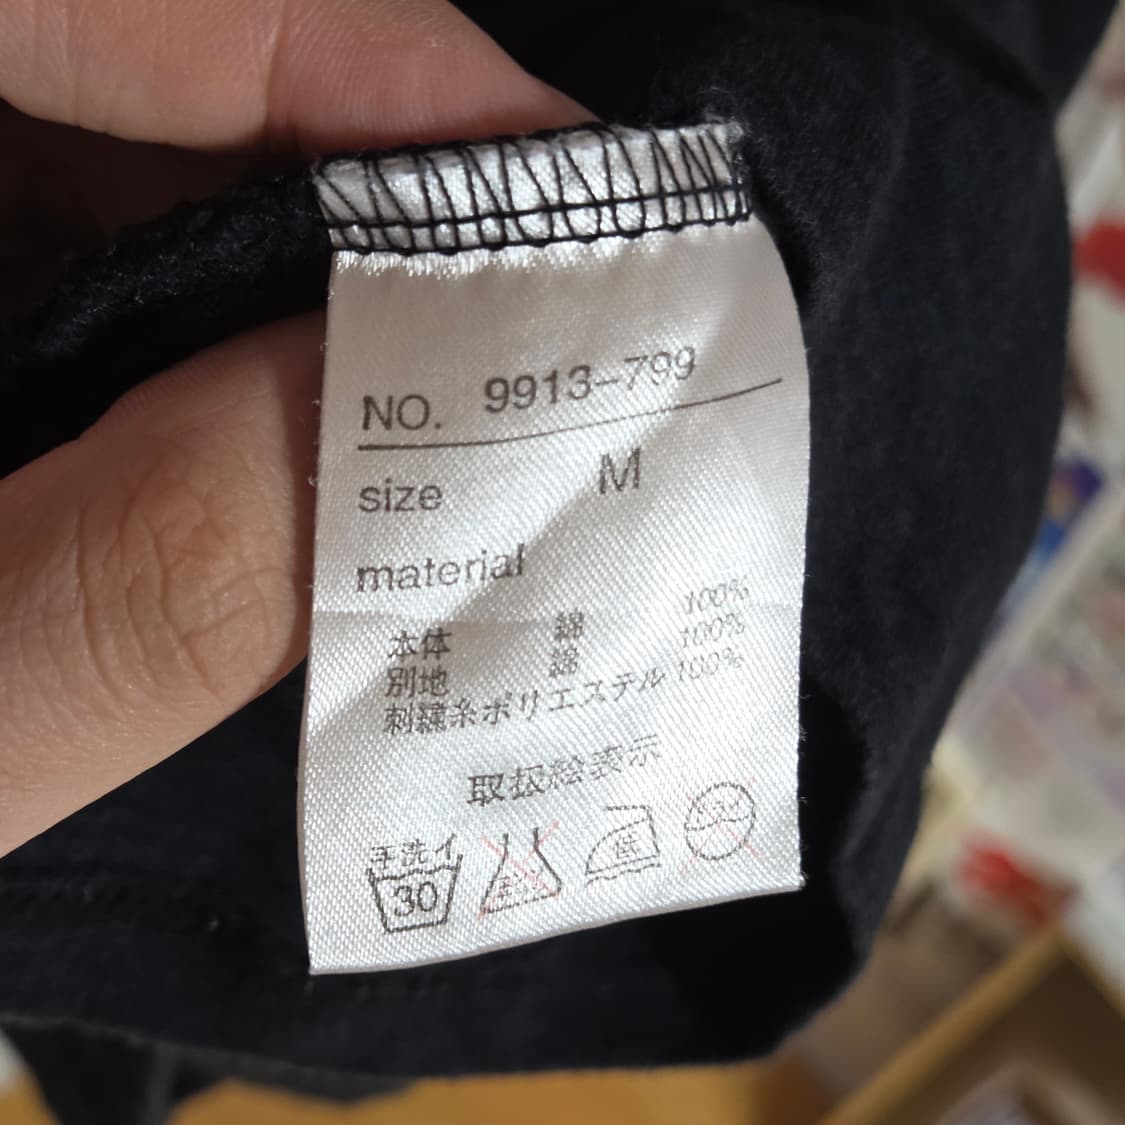 NO. 9913-799
size M
material
本体 綿 100%
別地 綿 100%
刺繍糸ポリエステル 100%
取扱絵表示
手洗イ
30
低